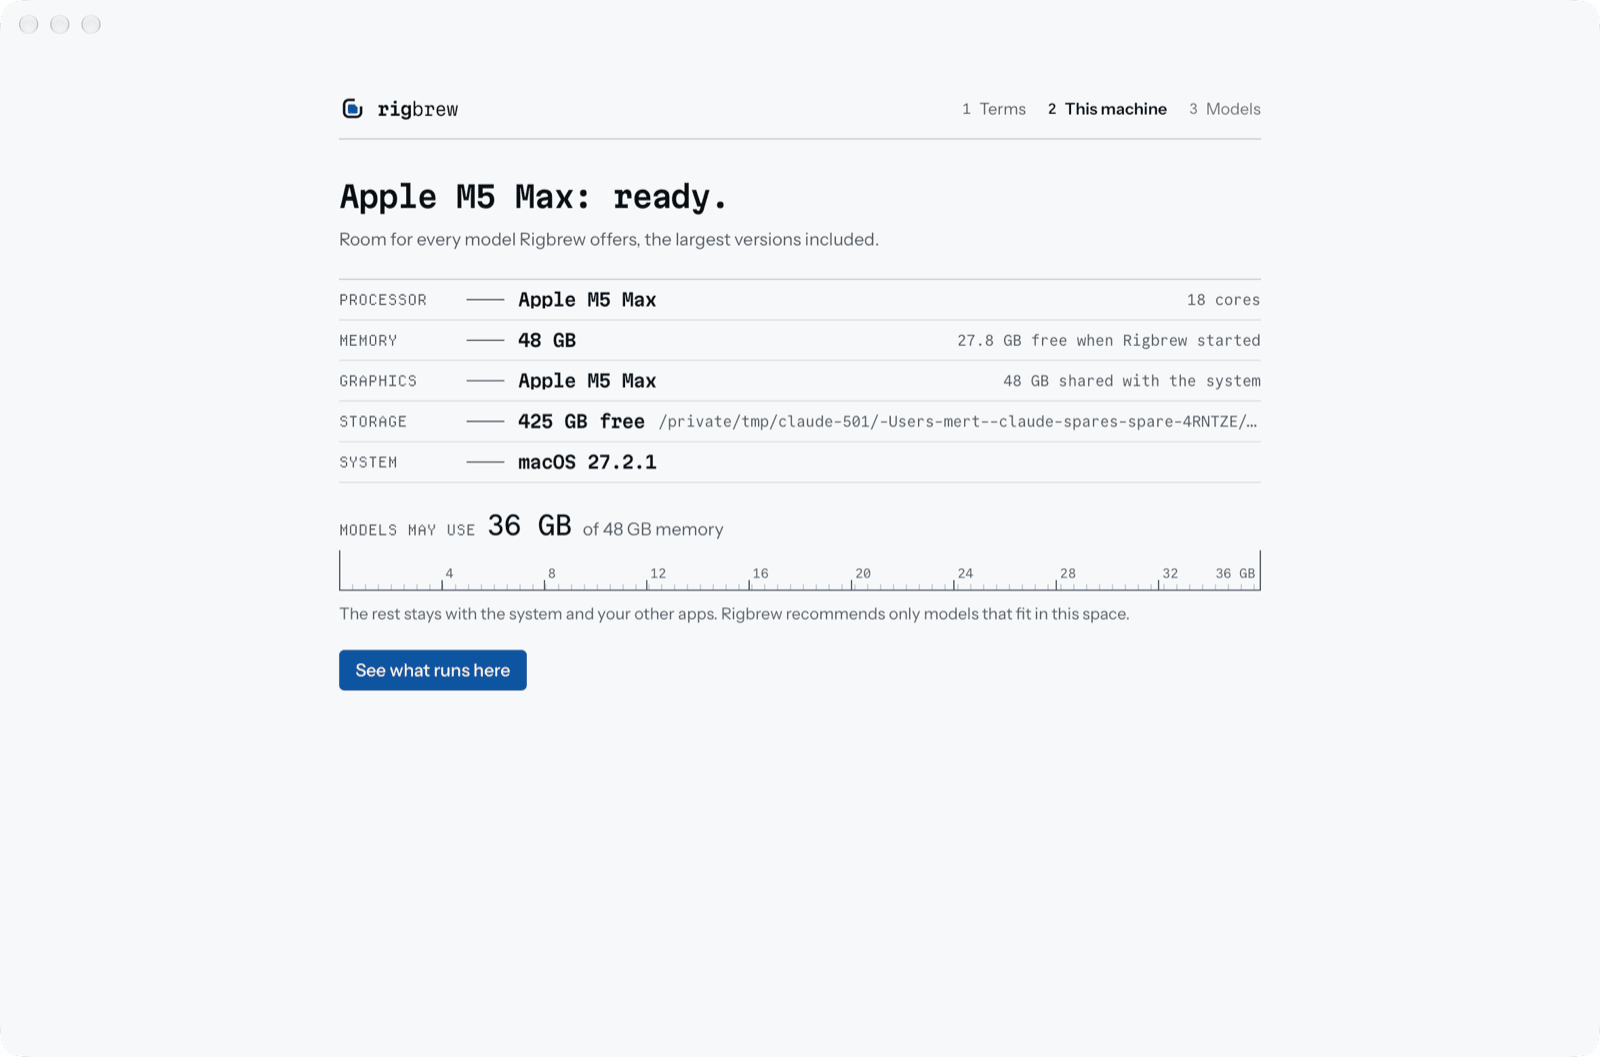 rigbrew
1 Terms 2 This machine 3 Models
Apple M5 Max: ready.
Room for every model Rigbrew offers, the largest versions included.
PROCESSOR Apple M5 Max 18 cores
MEMORY 48 GB 27.8 GB free when Rigbrew started
GRAPHICS Apple M5 Max 48 GB shared with the system
STORAGE 425 GB free /private/tmp/claude-501/-Users-mert--claude-spares-spare-4RNTZE/…
SYSTEM macOS 27.2.1
MODELS MAY USE 36 GB of 48 GB memory
4 8 12 16 20 24 28 32 36 GB
The rest stays with the system and your other apps. Rigbrew recommends only models that fit in this space.
See what runs here